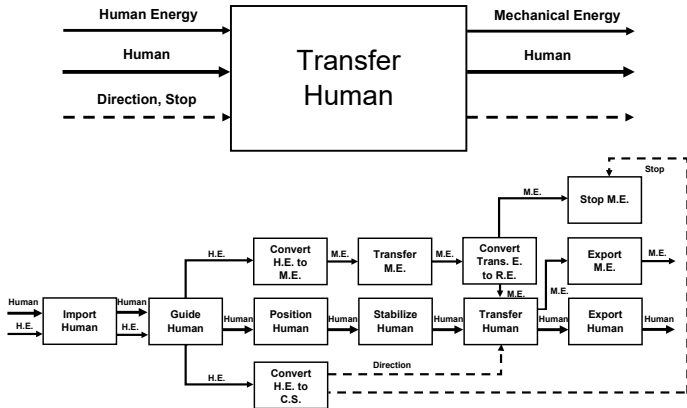 Human Energy
Mechanical Energy
Human
Human
Direction, Stop
Transfer
Human
Stop
M.E.
Stop M.E.
H.E.
Convert
H.E. to
M.E.
M.E.
Transfer
M.E.
M.E.
Convert
Trans. E.
to R.E.
Export
M.E.
M.E.
M.E.
M.E.
Human
H.E.
Import
Human
Human
H.E.
Guide
Human
Human
Position
Human
Human
Stabilize
Human
Human
Transfer
Human
Human
Export
Human
Human
H.E.
Convert
H.E. to
C.S.
Direction